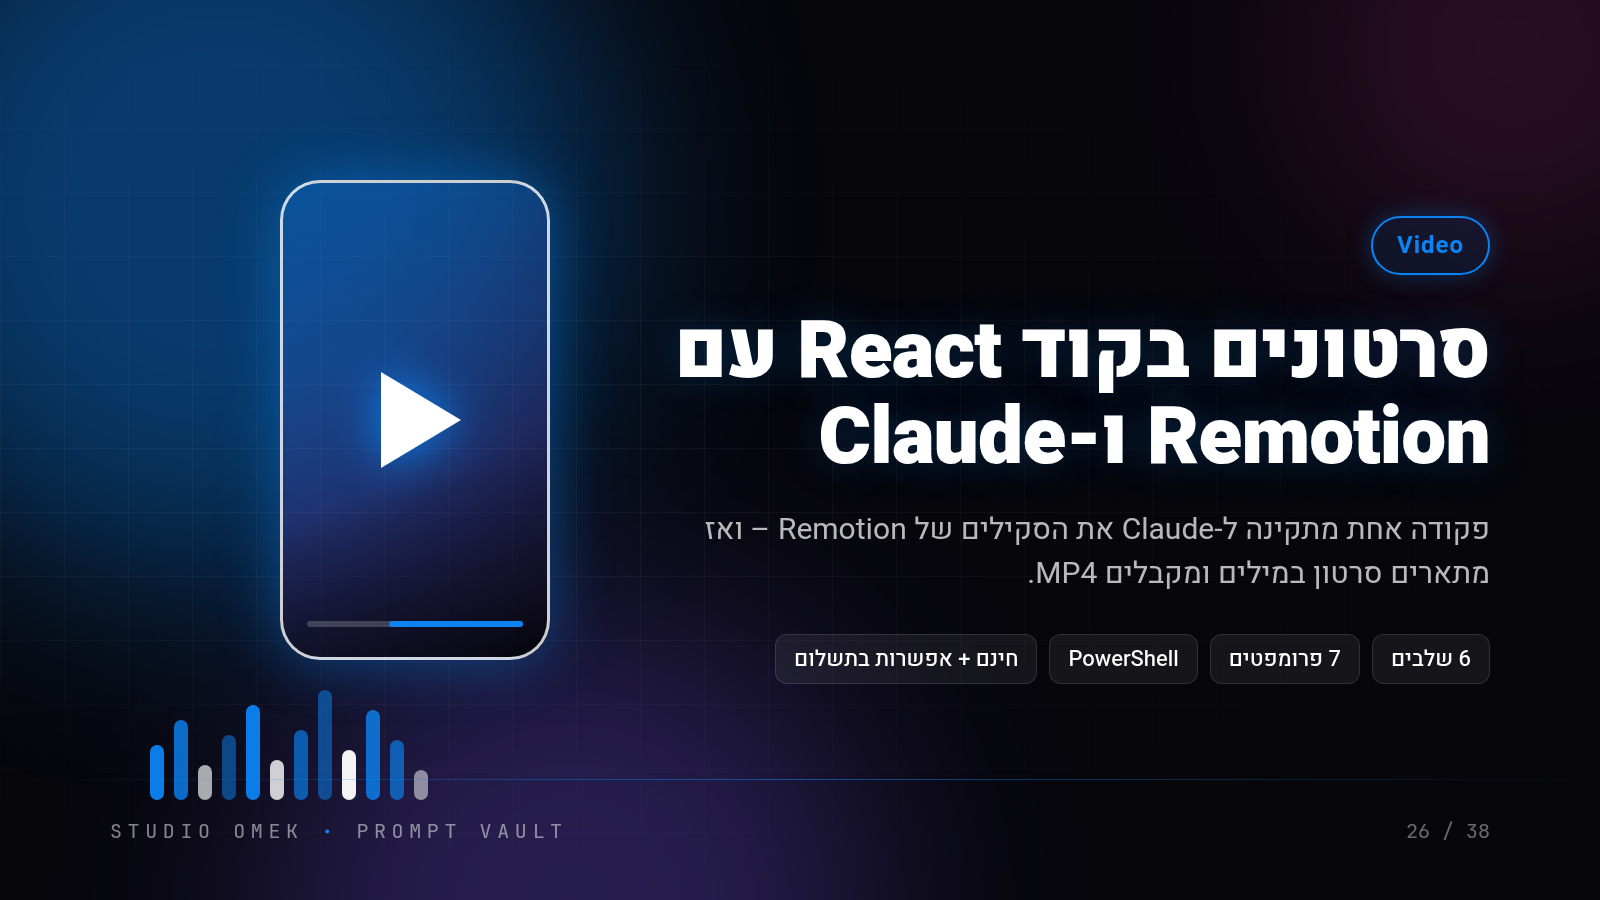 Video
סרטונים בקוד React עם
Remotion ו-Claude
פקודה אחת מתקינה ל-Claude את הסקילים של Remotion – ואז
מתארים סרטון במילים ומקבלים MP4.
6 שלבים
7 פרומפטים
PowerShell
חינם + אפשרות בתשלום
STUDIO OMEK · PROMPT VAULT
26 / 38